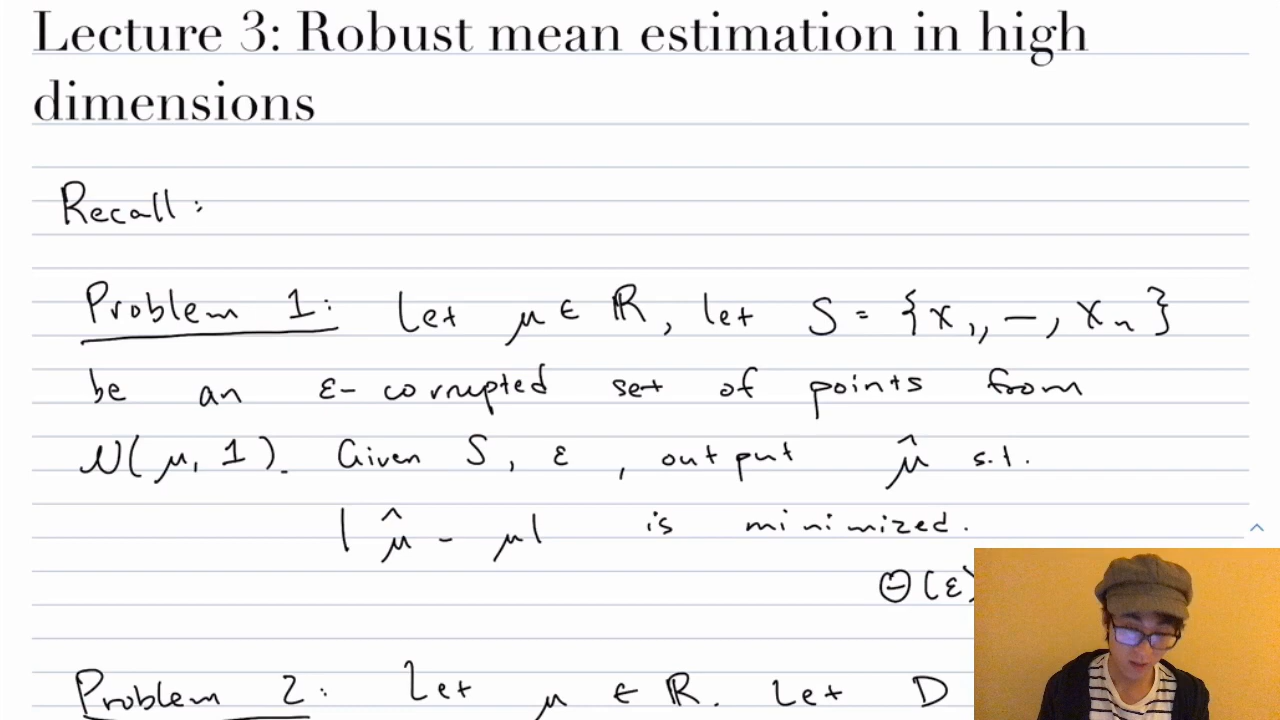 Lecture 3: Robust mean estimation in high
dimensions
Recall:
Problem 1: Let μ ∈ ℝ, let S = {X₁, –, Xₙ}
be an ε-corrupted set of points from
N(μ, 1). Given S, ε, output μ̂ s.t.
|μ̂ - μ| is minimized.
Θ(ε)
Problem 2: Let μ ∈ ℝ. Let D